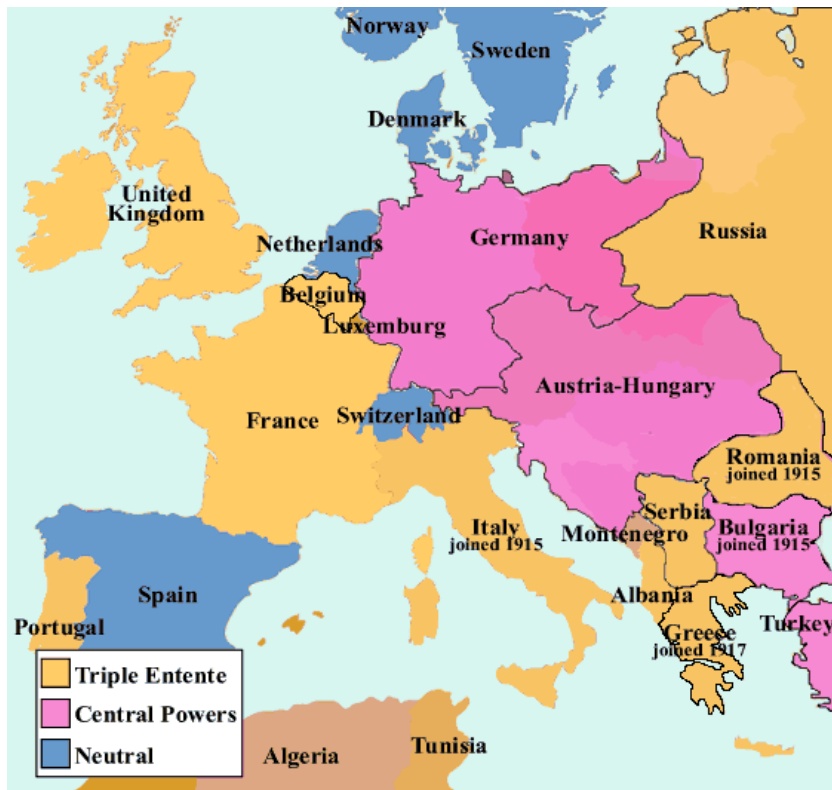 Norway
Sweden
Denmark
United
Kingdom
Netherlands
Germany
Russia
Belgium
Luxemburg
Austria-Hungary
Switzerland
France
Romania
joined 1915
Serbia
Italy
joined 1915
Montenegro
Bulgaria
joined 1915
Spain
Albania
Portugal
Greece
joined 1917
Turkey
Triple Entente
Central Powers
Neutral
Algeria
Tunisia